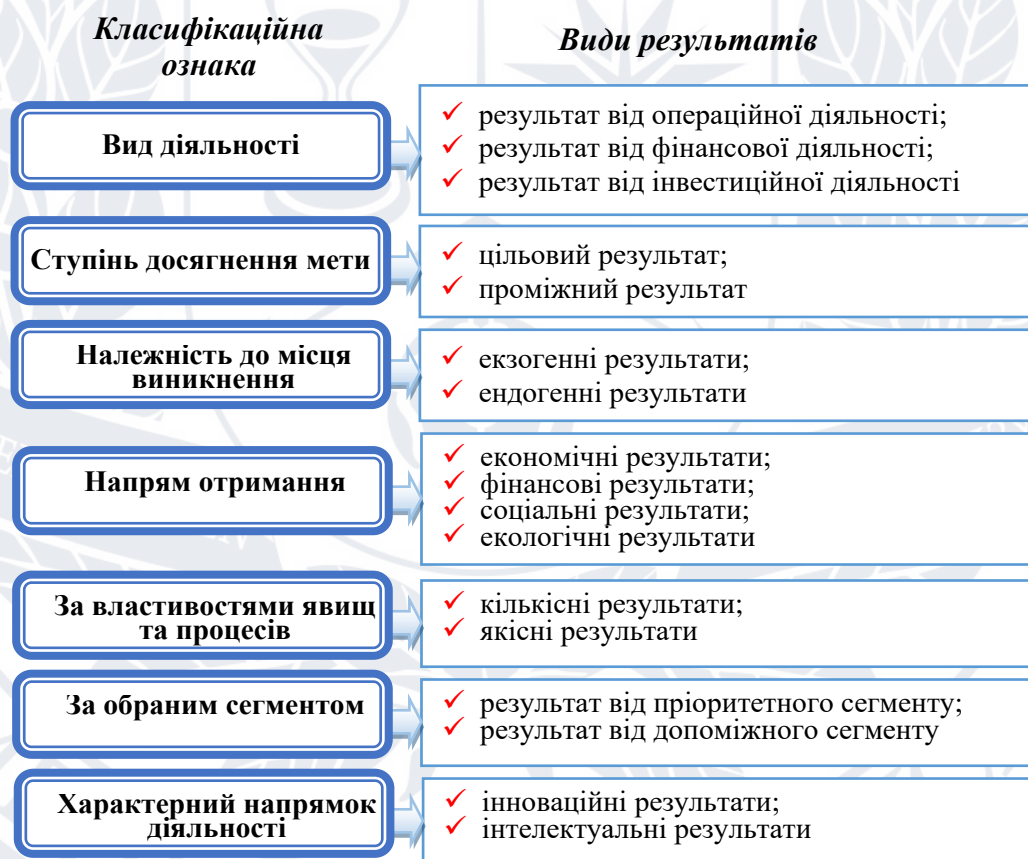 Класифікаційна
ознака
Види результатів
Вид діяльності
результат від операційної діяльності;
результат від фінансової діяльності;
результат від інвестиційної діяльності
Ступінь досягнення мети
цільовий результат;
проміжний результат
Належність до місця
виникнення
екзогенні результати;
ендогенні результати
Напрям отримання
економічні результати;
фінансові результати;
соціальні результати;
екологічні результати
За властивостями явищ
та процесів
кількісні результати;
якісні результати
За обраним сегментом
результат від пріоритетного сегменту;
результат від допоміжного сегменту
Характерний напрямок
діяльності
інноваційні результати;
інтелектуальні результати